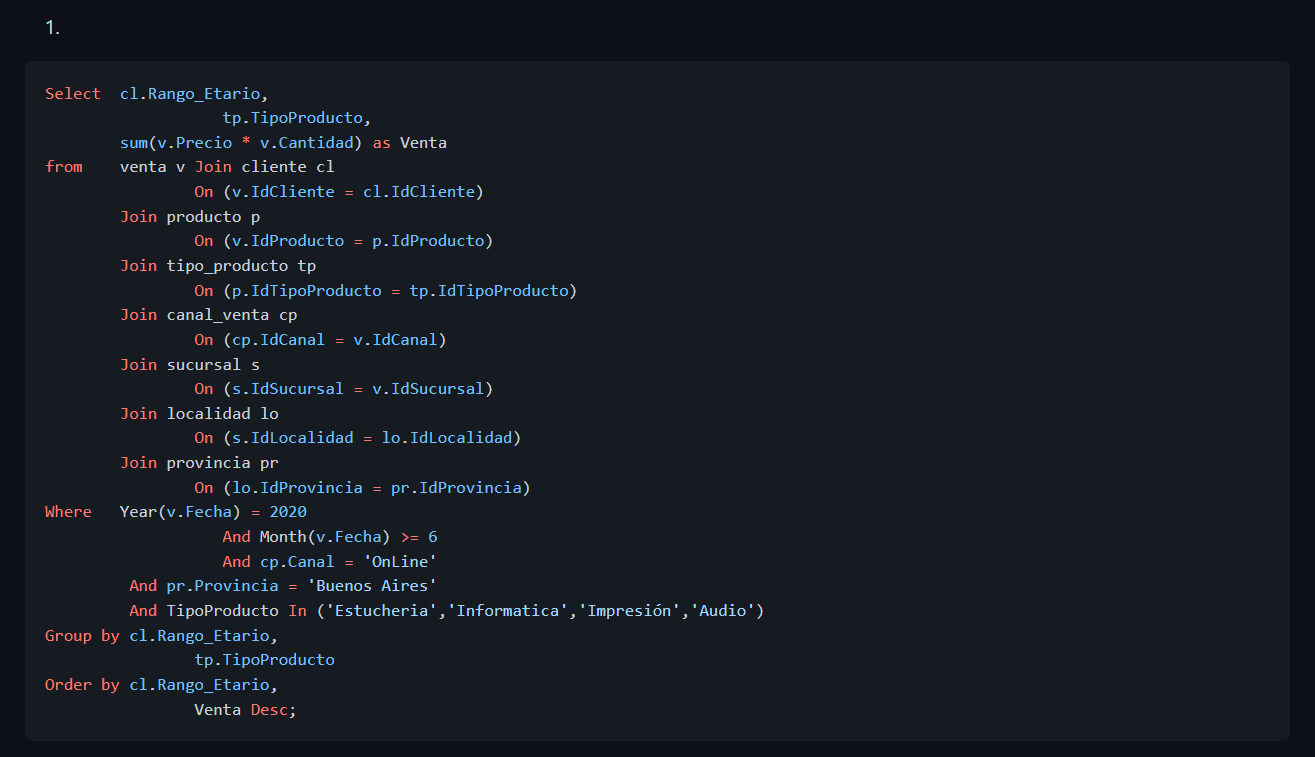 1.
Select  cl.Rango_Etario,
                   tp.TipoProducto,
        sum(v.Precio * v.Cantidad) as Venta
from    venta v Join cliente cl
                On (v.IdCliente = cl.IdCliente)
        Join producto p
                On (v.IdProducto = p.IdProducto)
        Join tipo_producto tp
                On (p.IdTipoProducto = tp.IdTipoProducto)
        Join canal_venta cp
                On (cp.IdCanal = v.IdCanal)
        Join sucursal s
                On (s.IdSucursal = v.IdSucursal)
        Join localidad lo
                On (s.IdLocalidad = lo.IdLocalidad)
        Join provincia pr
                On (lo.IdProvincia = pr.IdProvincia)
Where   Year(v.Fecha) = 2020
                   And Month(v.Fecha) >= 6
                   And cp.Canal = 'OnLine'
         And pr.Provincia = 'Buenos Aires'
         And TipoProducto In ('Estucheria','Informatica','Impresión','Audio')
Group by cl.Rango_Etario,
                tp.TipoProducto
Order by cl.Rango_Etario,
                Venta Desc;